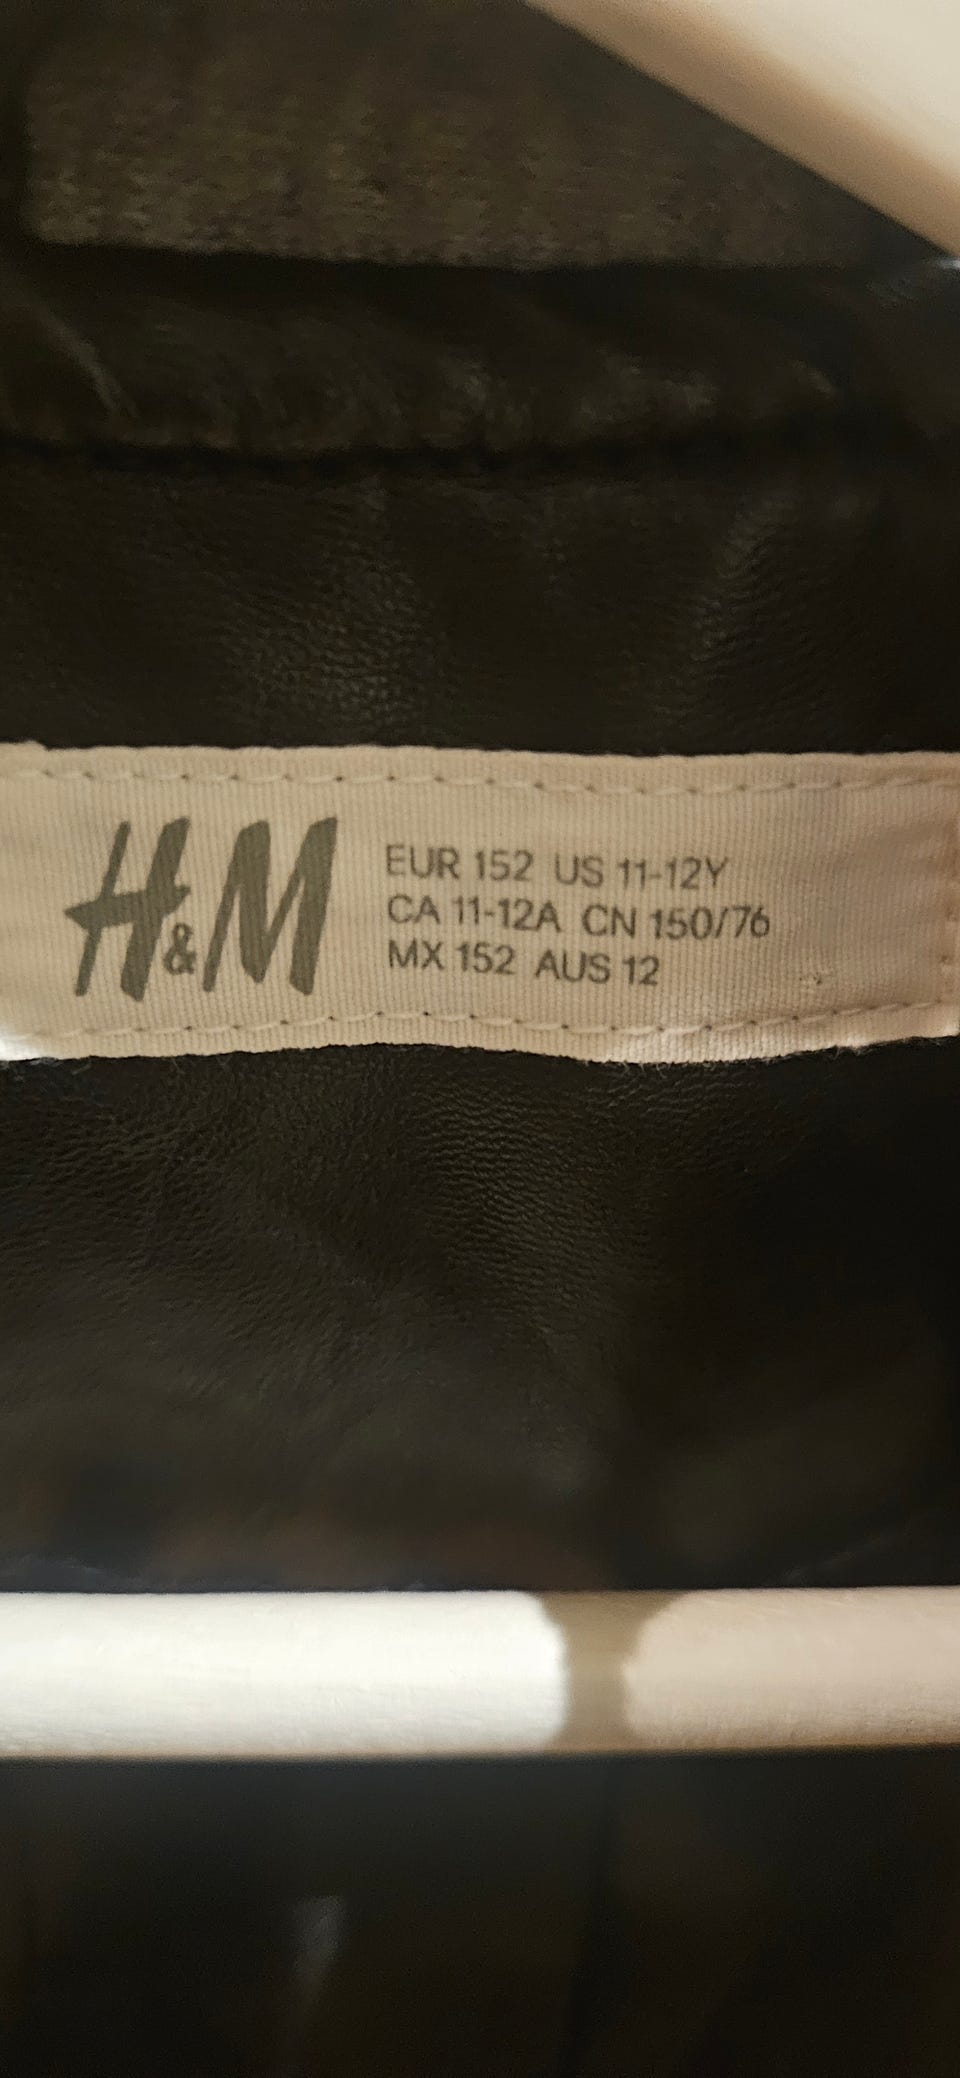 H&M
EUR 152 US 11-12Y
CA 11-12A CN 150/76
MX 152 AUS 12